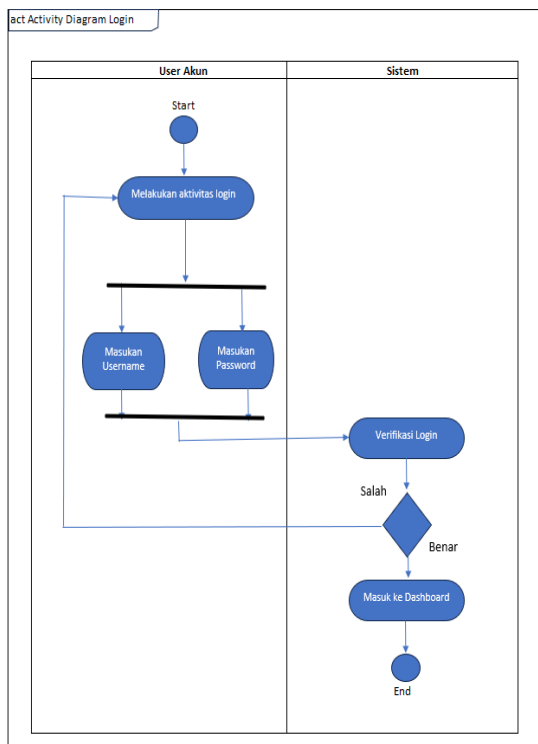 act Activity Diagram Login
User Akun
Sistem
Start
Melakukan aktivitas login
Masukan
Username
Masukan
Password
Verifikasi Login
Salah
Benar
Masuk ke Dashboard
End